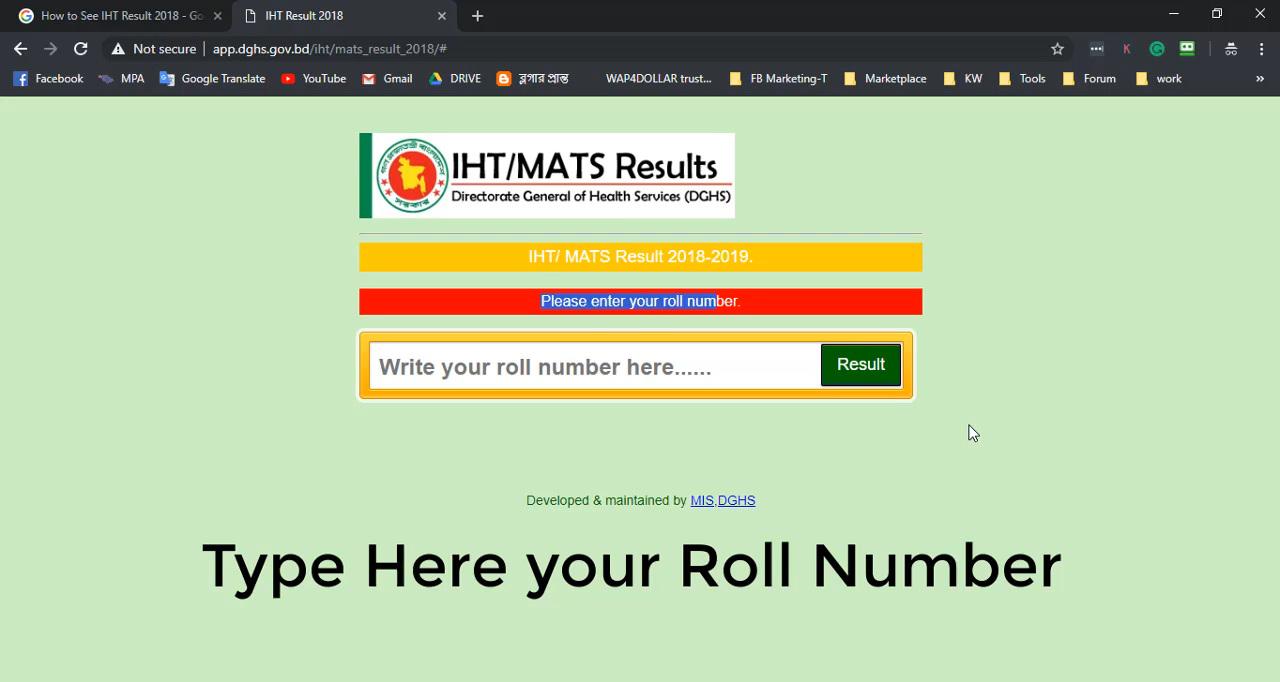 How to See IHT Result 2018 - Go
IHT Result 2018
Not secure
app.dghs.gov.bd/iht/mats_result_2018/#
K
Facebook
MPA
Google Translate
YouTube
Gmail
DRIVE
ব্লগার প্রান্ত
WAP4DOLLAR trust...
FB Marketing-T
Marketplace
KW
Tools
Forum
work
»
IHT/MATS Results
Directorate General of Health Services (DGHS)
IHT/ MATS Result 2018-2019.
Please enter your roll number.
Write your roll number here......
Result
Developed & maintained by MIS,DGHS
Type Here your Roll Number